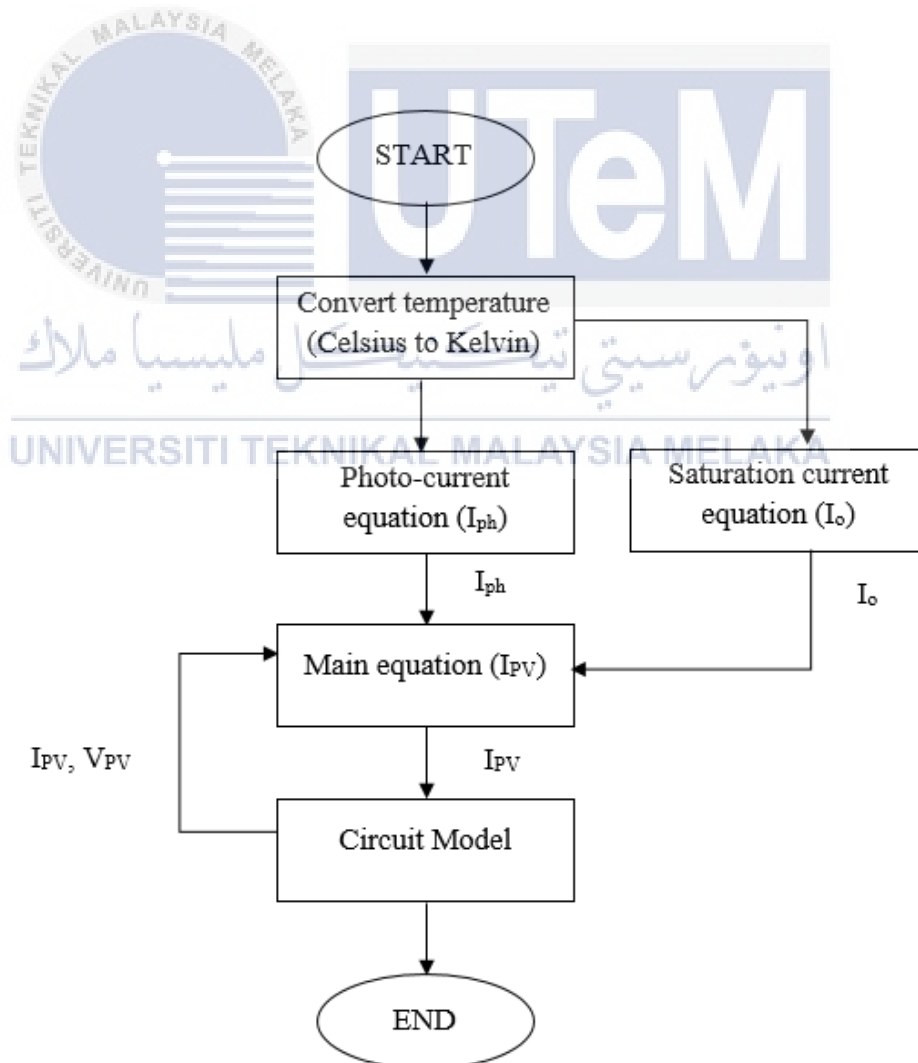 UNIVERSITI TEKNIKAL MALAYSIA MELAKA
UTeM
اونيۏرسيتي تيكنيكل مليسيا ملاك
UNIVERSITI TEKNIKAL MALAYSIA MELAKA
START
Convert temperature
(Celsius to Kelvin)
Photo-current
equation (Iph)
Saturation current
equation (Io)
Iph
Io
Main equation (IPV)
IPV, VPV
IPV
Circuit Model
END